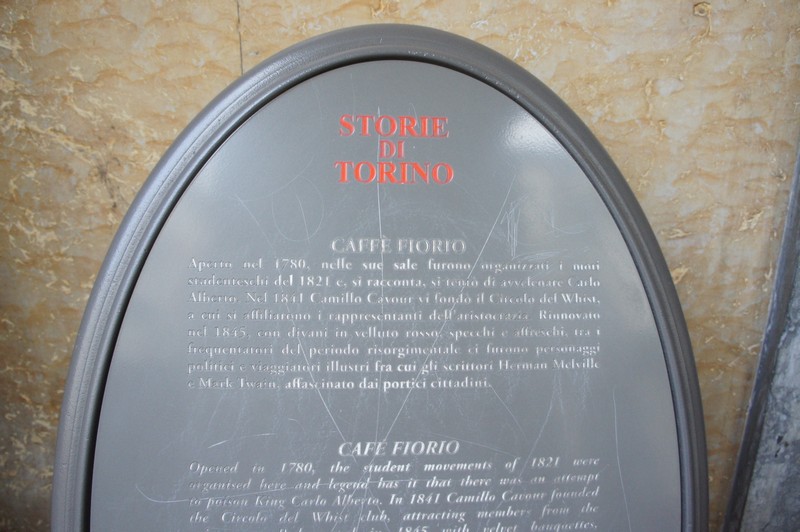 STORIE
DI
TORINO
CAFFÈ FIORIO
Aperto nel 1780, nelle sue sale furono organizzati i moti
studenteschi del 1821 e, si racconta, si tentò di avvelenare Carlo
Alberto. Nel 1841 Camillo Cavour vi fondò il Circolo del Whist,
a cui si affiliarono i rappresentanti dell'aristocrazia. Rinnovato
nel 1845, con divani in velluto rosso, specchi e affreschi, tra i
frequentatori del periodo risorgimentale ci furono personaggi
politici e viaggiatori illustri fra cui gli scrittori Herman Melville
e Mark Twain, affascinato dai portici cittadini.
CAFÉ FIORIO
Opened in 1780, the student movements of 1821 were
organised here and legend has it that there was an attempt
to poison King Carlo Alberto. In 1841 Camillo Cavour founded
the Circolo del Whist club, attracting members from the
in 1845 with velvet banquettes,